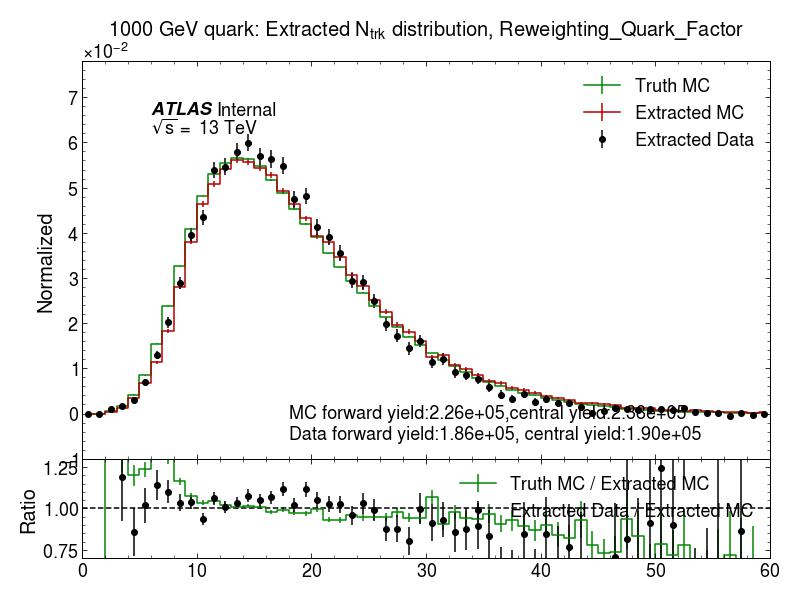 1000 GeV quark: Extracted Ntrk distribution, Reweighting_Quark_Factor
×10−2
ATLAS Internal
√s = 13 TeV
Truth MC
Extracted MC
Extracted Data
Normalized
7
6
5
4
3
2
1
0
MC forward yield:2.26e+05,central yield:2.38e+05
Data forward yield:1.86e+05, central yield:1.90e+05
1
Ratio
1.25
1.00
0.75
Truth MC / Extracted MC
Extracted Data / Extracted MC
0 10 20 30 40 50 60